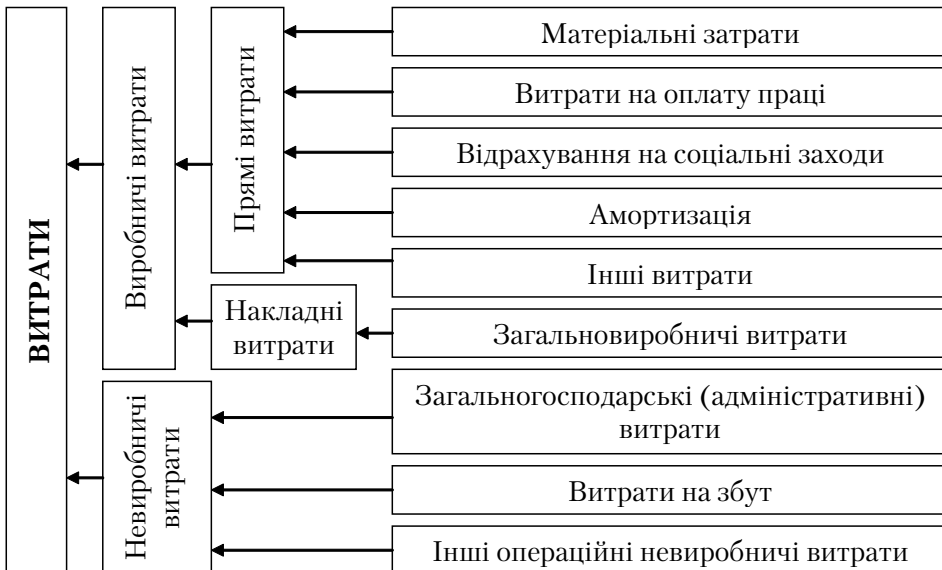 ВИТРАТИ
Виробничі витрати
Прямі витрати
Матеріальні затрати
Витрати на оплату праці
Відрахування на соціальні заходи
Амортизація
Інші витрати
Накладні
витрати
Загальновиробничі витрати
Невиробничі
витрати
Загальногосподарські (адміністративні)
витрати
Витрати на збут
Інші операційні невиробничі витрати